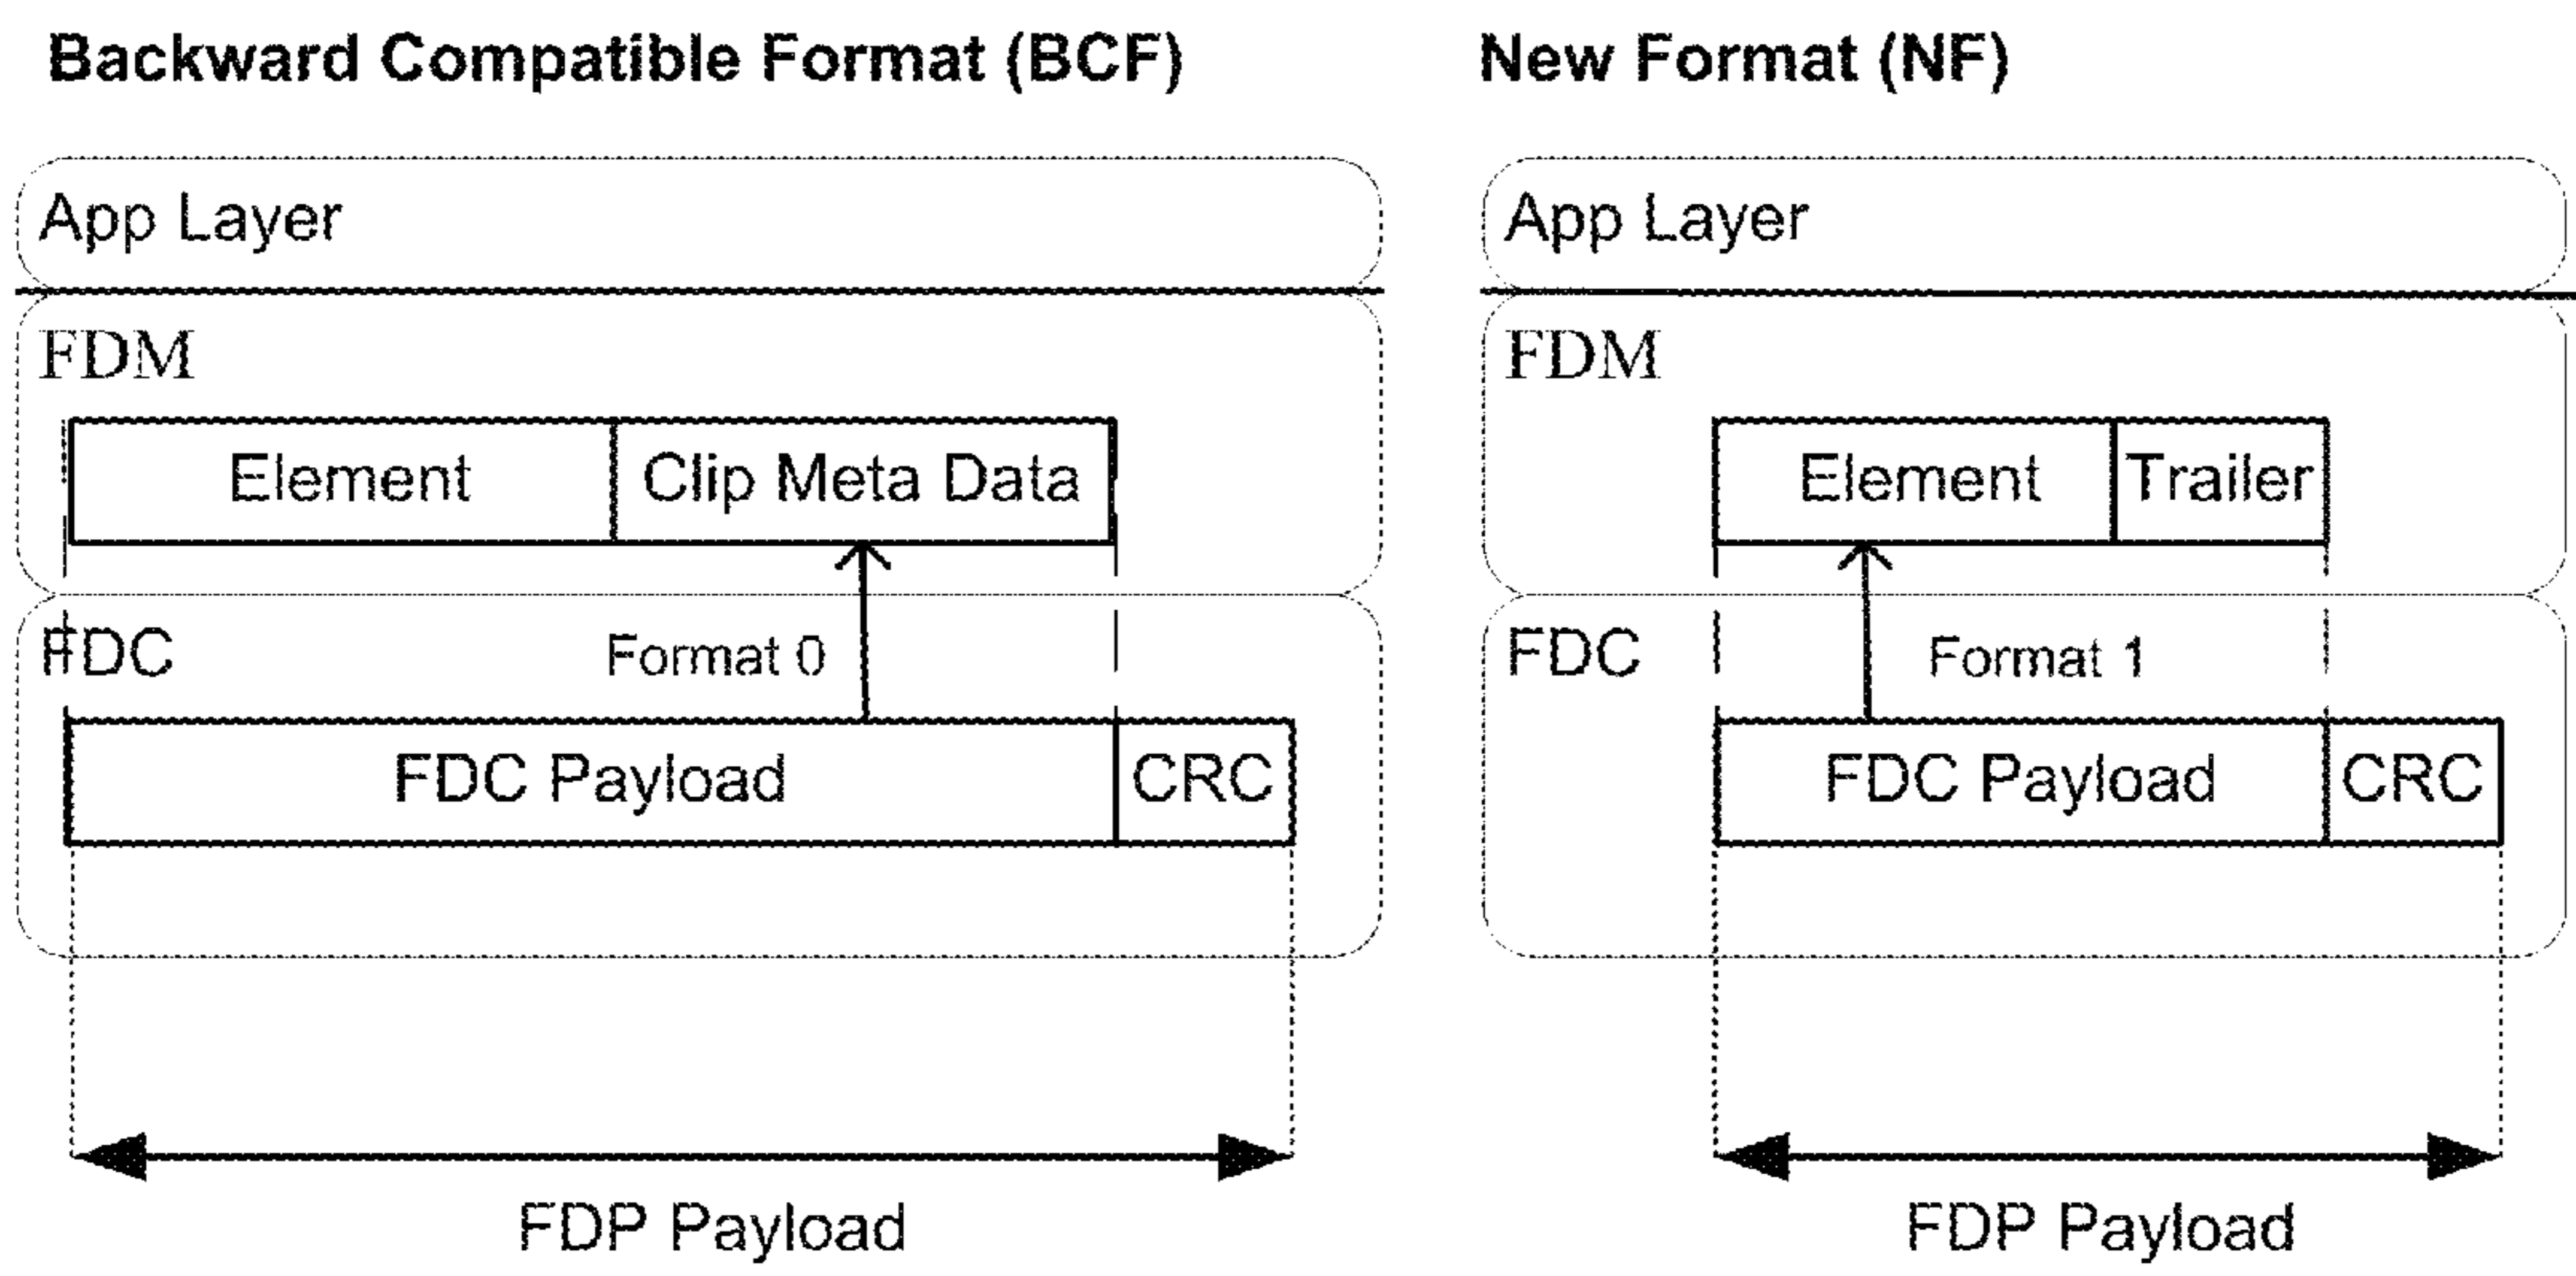 Backward Compatible Format (BCF)
App Layer
FDM
Element
Clip Meta Data
FDC
Format 0
FDC Payload
CRC
FDP Payload
New Format (NF)
App Layer
FDM
Element
Trailer
FDC
Format 1
FDC Payload
CRC
FDP Payload